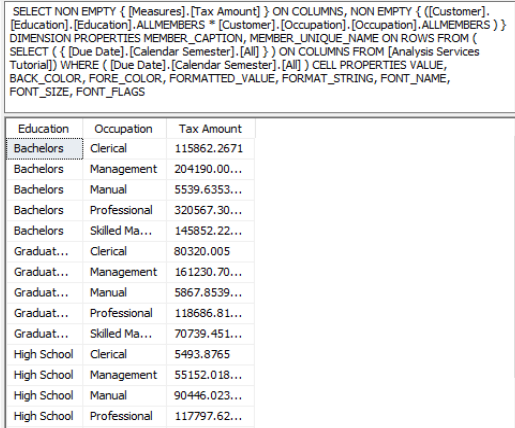 SELECT NON EMPTY { [Measures].[Tax Amount] } ON COLUMNS, NON EMPTY { ([Customer].
[Education].[Education].ALLMEMBERS * [Customer].[Occupation].[Occupation].ALLMEMBERS ) }
DIMENSION PROPERTIES MEMBER_CAPTION, MEMBER_UNIQUE_NAME ON ROWS FROM (
SELECT ( { [Due Date].[Calendar Semester].[All] } ) ON COLUMNS FROM [Analysis Services
Tutorial]) WHERE ( [Due Date].[Calendar Semester].[All] ) CELL PROPERTIES VALUE,
BACK_COLOR, FORE_COLOR, FORMATTED_VALUE, FORMAT_STRING, FONT_NAME,
FONT_SIZE, FONT_FLAGS
Education Occupation Tax Amount
Bachelors Clerical 115862.2671
Bachelors Management 204190.00...
Bachelors Manual 5539.6353...
Bachelors Professional 320567.30...
Bachelors Skilled Ma... 145852.22...
Graduat... Clerical 80320.005
Graduat... Management 161230.70...
Graduat... Manual 5867.8539...
Graduat... Professional 118686.81...
Graduat... Skilled Ma... 70739.451...
High School Clerical 5493.8765
High School Management 55152.018...
High School Manual 90446.023...
High School Professional 117797.62...